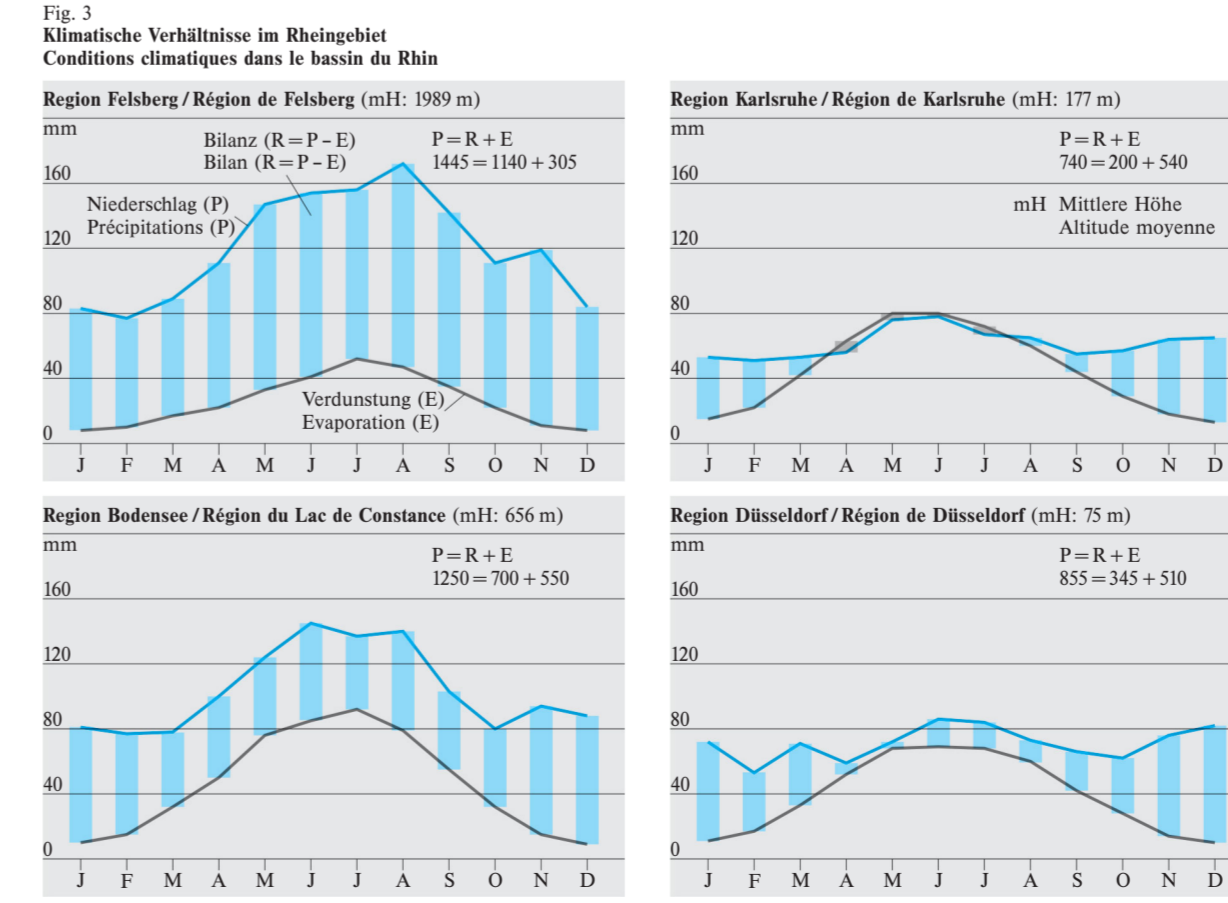 Fig. 3
Klimatische Verhältnisse im Rheingebiet
Conditions climatiques dans le bassin du Rhin
Region Felsberg / Région de Felsberg (mH: 1989 m)
mm
Bilanz (R = P – E)
Bilan (R = P – E)
P = R + E
1445 = 1140 + 305
160
Niederschlag (P)
Précipitations (P)
120
80
40
Verdunstung (E)
Evaporation (E)
0
J F M A M J J A S O N D
Region Karlsruhe / Région de Karlsruhe (mH: 177 m)
mm
P = R + E
740 = 200 + 540
160
mH Mittlere Höhe
Altitude moyenne
120
80
40
0
J F M A M J J A S O N D
Region Bodensee / Région du Lac de Constance (mH: 656 m)
mm
P = R + E
1250 = 700 + 550
160
120
80
40
0
J F M A M J J A S O N D
Region Düsseldorf / Région de Düsseldorf (mH: 75 m)
mm
P = R + E
855 = 345 + 510
160
120
80
40
0
J F M A M J J A S O N D